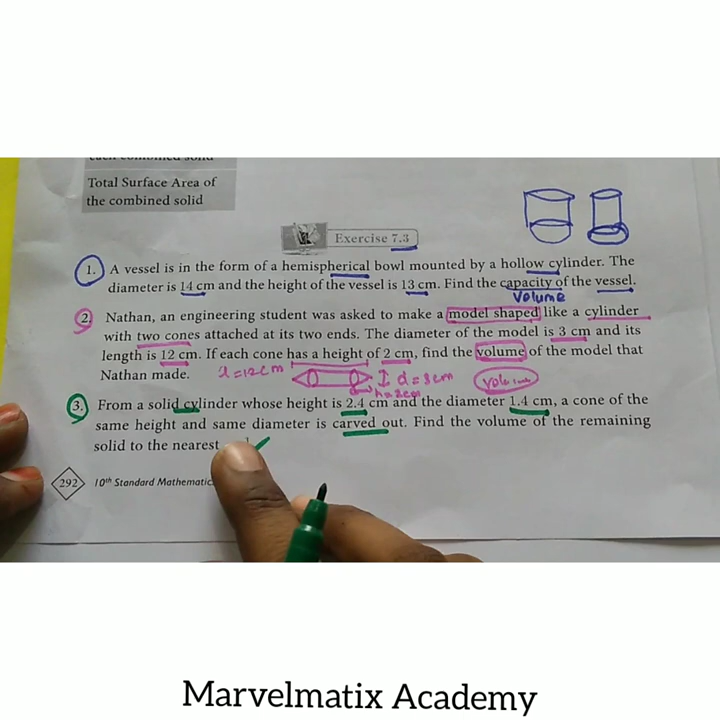 Total Surface Area of
the combined solid
Exercise 7.3
1. A vessel is in the form of a hemispherical bowl mounted by a hollow cylinder. The
diameter is 14 cm and the height of the vessel is 13 cm. Find the capacity of the vessel.
Volume
2. Nathan, an engineering student was asked to make a model shaped like a cylinder
with two cones attached at its two ends. The diameter of the model is 3 cm and its
length is 12 cm. If each cone has a height of 2 cm, find the volume of the model that
Nathan made. l=12cm d=3cm
h=2cm
3. From a solid cylinder whose height is 2.4 cm and the diameter 1.4 cm, a cone of the
same height and same diameter is carved out. Find the volume of the remaining
solid to the nearest
292 10th Standard Mathematic
Marvelmatix Academy